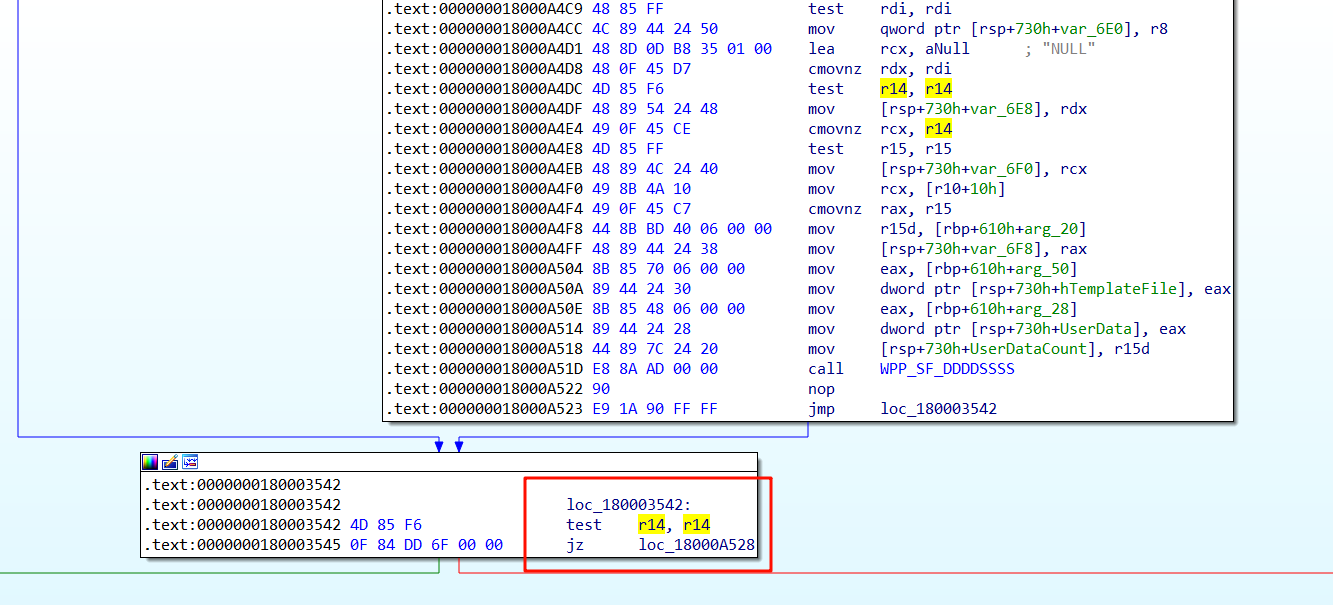 .text:000000018000A4C9 48 85 FF test rdi, rdi
.text:000000018000A4CC 4C 89 44 24 50 mov qword ptr [rsp+730h+var_6E0], r8
.text:000000018000A4D1 48 8D 0D B8 35 01 00 lea rcx, aNull ; "NULL"
.text:000000018000A4D8 48 0F 45 D7 cmovnz rdx, rdi
.text:000000018000A4DC 4D 85 F6 test r14, r14
.text:000000018000A4DF 48 89 54 24 48 mov [rsp+730h+var_6E8], rdx
.text:000000018000A4E4 49 0F 45 CE cmovnz rcx, r14
.text:000000018000A4E8 4D 85 FF test r15, r15
.text:000000018000A4EB 48 89 4C 24 40 mov [rsp+730h+var_6F0], rcx
.text:000000018000A4F0 49 8B 4A 10 mov rcx, [r10+10h]
.text:000000018000A4F4 49 0F 45 C7 cmovnz rax, r15
.text:000000018000A4F8 44 8B BD 40 06 00 00 mov r15d, [rbp+610h+arg_20]
.text:000000018000A4FF 48 89 44 24 38 mov [rsp+730h+var_6F8], rax
.text:000000018000A504 8B 85 70 06 00 00 mov eax, [rbp+610h+arg_50]
.text:000000018000A50A 89 44 24 30 mov dword ptr [rsp+730h+hTemplateFile], eax
.text:000000018000A50E 8B 85 48 06 00 00 mov eax, [rbp+610h+arg_28]
.text:000000018000A514 89 44 24 28 mov dword ptr [rsp+730h+UserData], eax
.text:000000018000A518 44 89 7C 24 20 mov [rsp+730h+UserDataCount], r15d
.text:000000018000A51D E8 8A AD 00 00 call WPP_SF_DDDDSSSS
.text:000000018000A522 90 nop
.text:000000018000A523 E9 1A 90 FF FF jmp loc_180003542
.text:0000000180003542
.text:0000000180003542 loc_180003542:
.text:0000000180003542 4D 85 F6 test r14, r14
.text:0000000180003545 0F 84 DD 6F 00 00 jz loc_18000A528